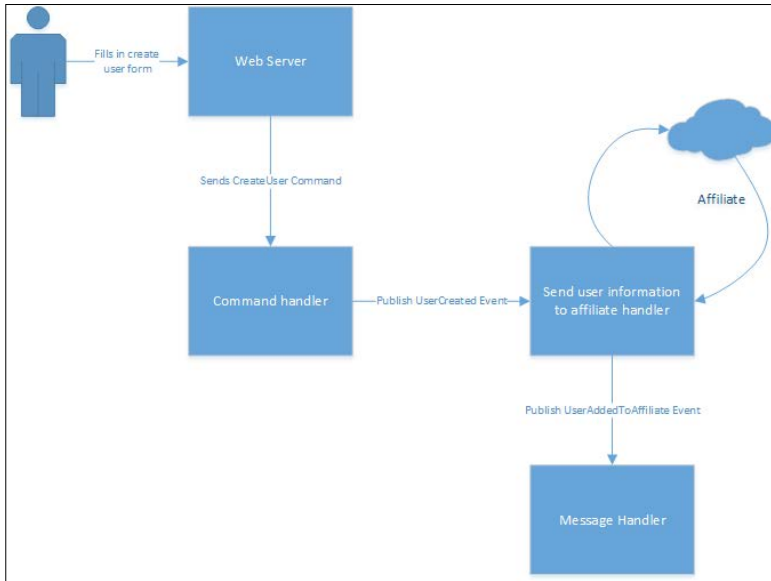 Fills in create
user form
Web Server
Sends CreateUser Command
Affiliate
Command handler
Publish UserCreated Event
Send user information
to affiliate handler
Publish UserAddedToAffiliate Event
Message Handler